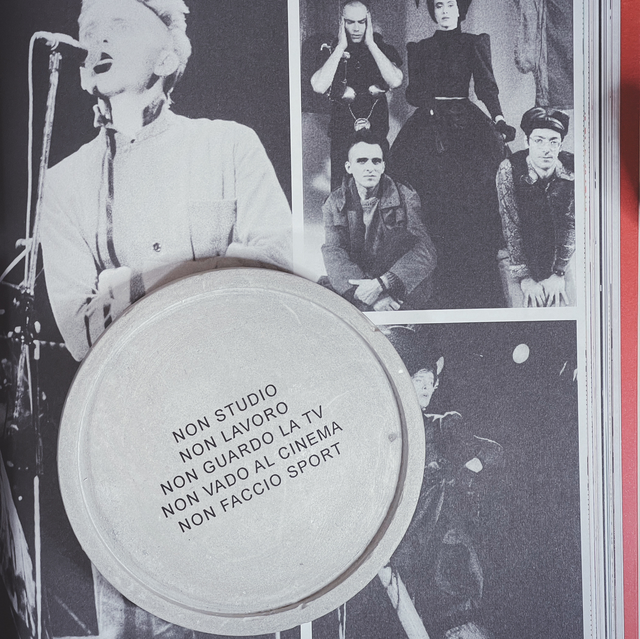 NON STUDIO
NON LAVORO
NON GUARDO LA TV
NON VADO AL CINEMA
NON FACCIO SPORT